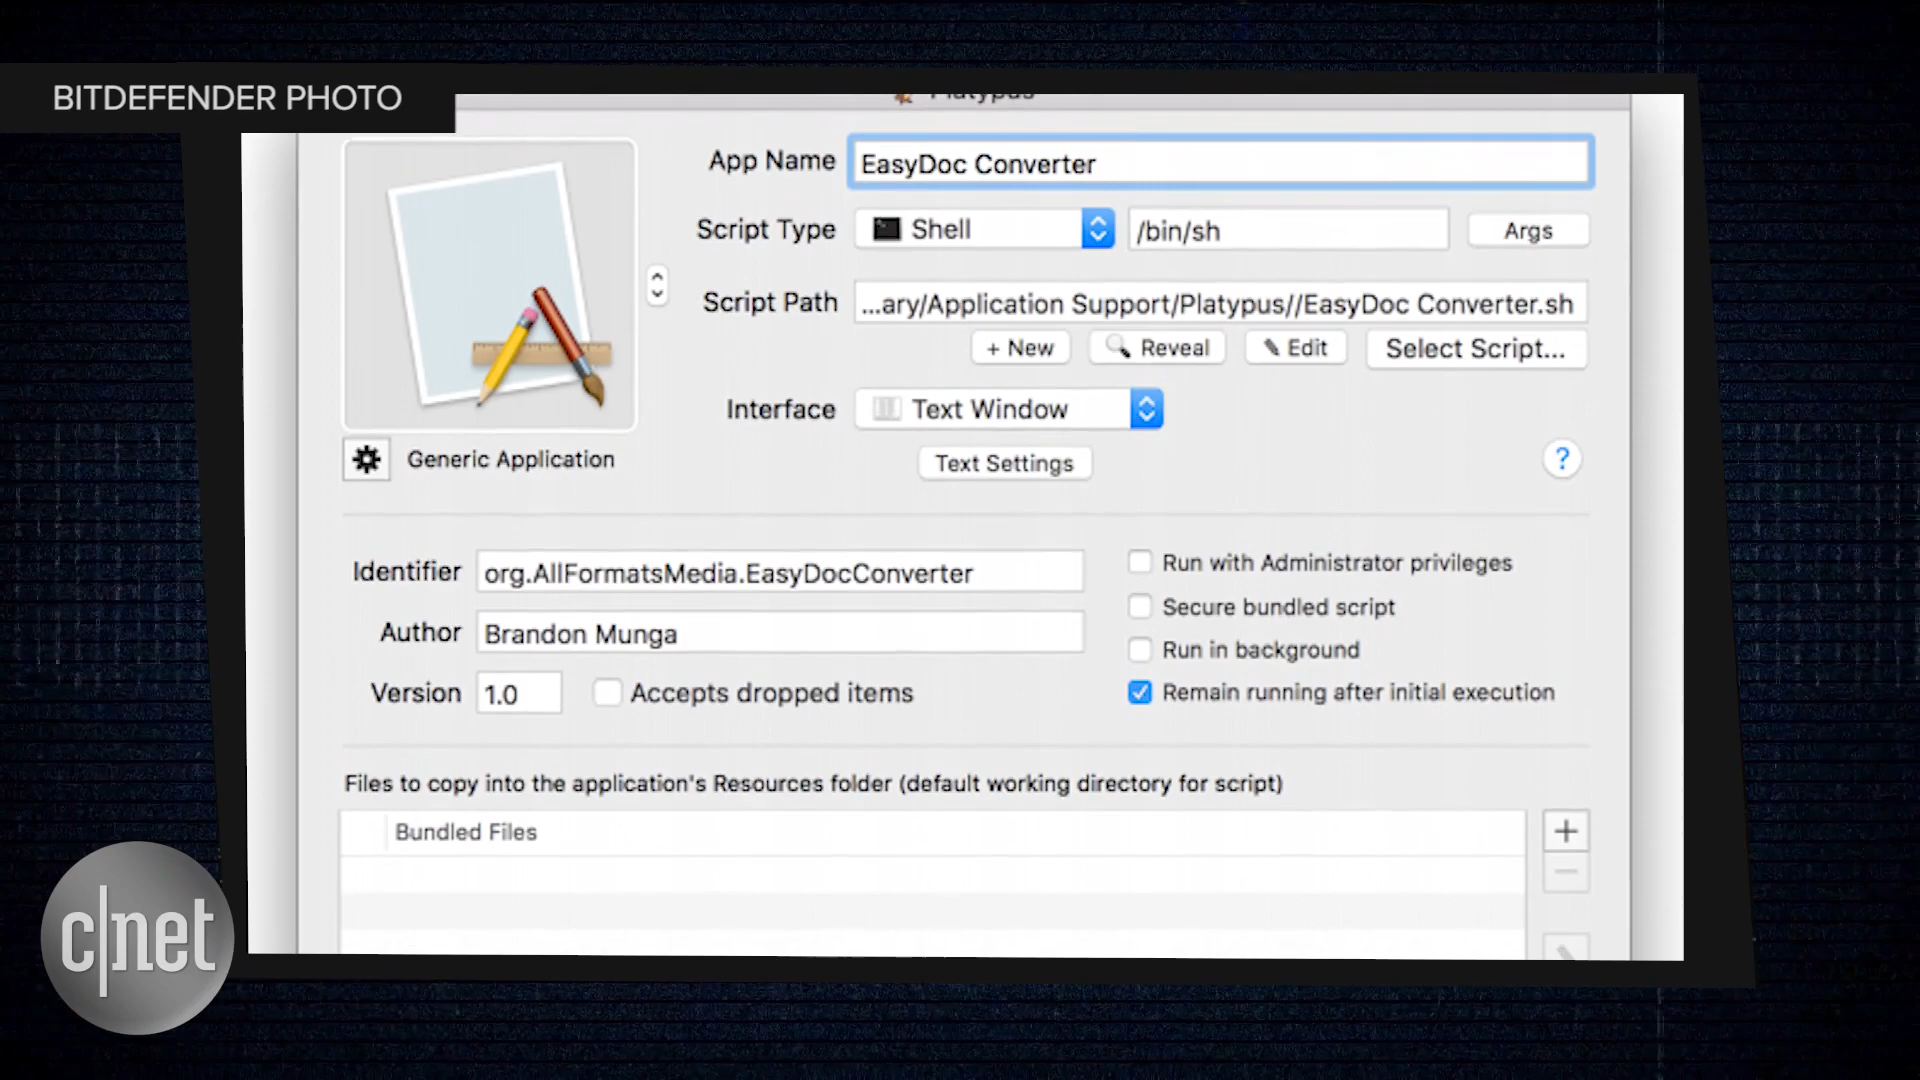 BITDEFENDER PHOTO
Platypus
App Name EasyDoc Converter
Script Type Shell /bin/sh Args
Script Path ...ary/Application Support/Platypus//EasyDoc Converter.sh
+ New Reveal Edit Select Script...
Interface Text Window
Generic Application Text Settings ?
Identifier org.AllFormatsMedia.EasyDocConverter Run with Administrator privileges
Secure bundled script
Author Brandon Munga
Run in background
Version 1.0 Accepts dropped items Remain running after initial execution
Files to copy into the application's Resources folder (default working directory for script)
Bundled Files
c|net